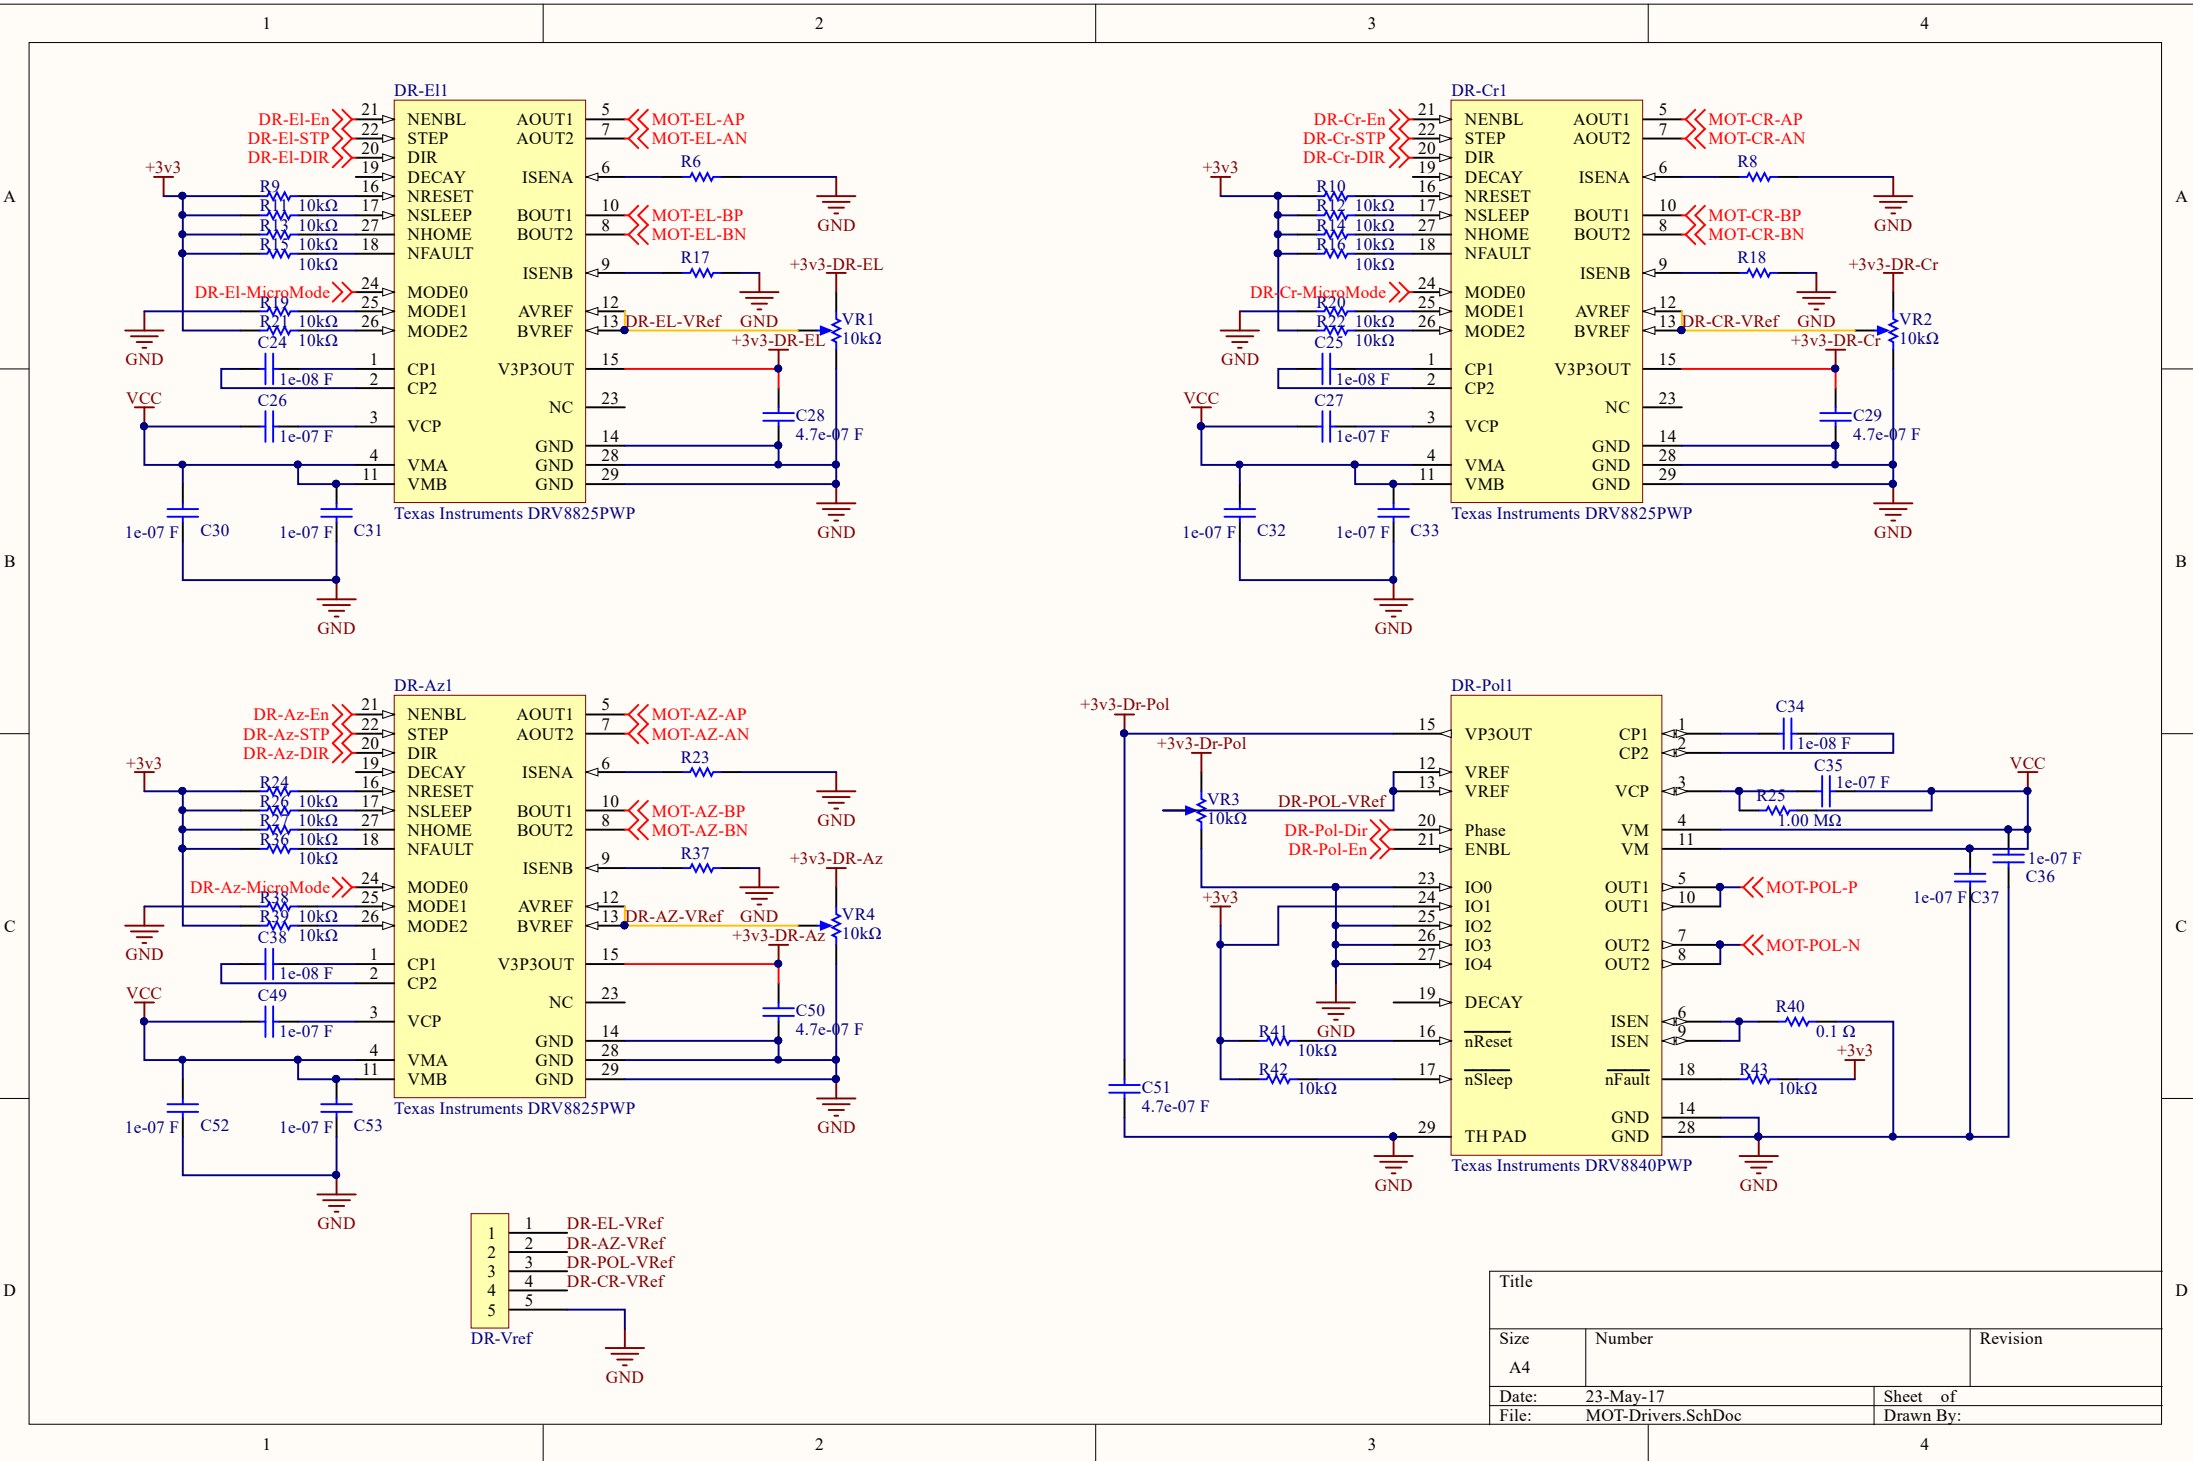 1 2 3 4
A
B
C
D
A
B
C
D
DR-El1
DR-El-En 21 NENBL AOUT1 5 MOT-EL-AP
DR-El-STP 22 STEP AOUT2 7 MOT-EL-AN
DR-El-DIR 20 DIR
19 DECAY ISENA 6 R6 GND
+3v3
R9 10kΩ 16 NRESET
R11 10kΩ 17 NSLEEP BOUT1 10 MOT-EL-BP
R13 10kΩ 27 NHOME BOUT2 8 MOT-EL-BN
R15 10kΩ 18 NFAULT
ISENB 9 R17 GND
+3v3-DR-EL
DR-El-MicroMode 24 MODE0
R19 10kΩ 25 MODE1 AVREF 12
R21 10kΩ 26 MODE2 BVREF 13 DR-EL-VRef VR1 10kΩ
GND
+3v3-DR-EL
C24 1e-08 F 1 CP1 V3P3OUT 15
2 CP2
NC 23
VCC
C26 1e-07 F 3 VCP C28 4.7e-07 F
GND 14
4 VMA GND 28
11 VMB GND 29
Texas Instruments DRV8825PWP
GND
1e-07 F C30 1e-07 F C31
GND
DR-Cr1
DR-Cr-En 21 NENBL AOUT1 5 MOT-CR-AP
DR-Cr-STP 22 STEP AOUT2 7 MOT-CR-AN
DR-Cr-DIR 20 DIR
19 DECAY ISENA 6 R8 GND
+3v3
R10 10kΩ 16 NRESET
R12 10kΩ 17 NSLEEP BOUT1 10 MOT-CR-BP
R14 10kΩ 27 NHOME BOUT2 8 MOT-CR-BN
R16 10kΩ 18 NFAULT
ISENB 9 R18 GND
+3v3-DR-Cr
DR-Cr-MicroMode 24 MODE0
R20 10kΩ 25 MODE1 AVREF 12
R22 10kΩ 26 MODE2 BVREF 13 DR-CR-VRef VR2 10kΩ
GND
+3v3-DR-Cr
C25 1e-08 F 1 CP1 V3P3OUT 15
2 CP2
NC 23
VCC
C27 1e-07 F 3 VCP C29 4.7e-07 F
GND 14
4 VMA GND 28
11 VMB GND 29
Texas Instruments DRV8825PWP
GND
1e-07 F C32 1e-07 F C33
GND
DR-Az1
DR-Az-En 21 NENBL AOUT1 5 MOT-AZ-AP
DR-Az-STP 22 STEP AOUT2 7 MOT-AZ-AN
DR-Az-DIR 20 DIR
19 DECAY ISENA 6 R23 GND
+3v3
R24 10kΩ 16 NRESET
R26 10kΩ 17 NSLEEP BOUT1 10 MOT-AZ-BP
R27 10kΩ 27 NHOME BOUT2 8 MOT-AZ-BN
R36 10kΩ 18 NFAULT
ISENB 9 R37 GND
+3v3-DR-Az
DR-Az-MicroMode 24 MODE0
R38 10kΩ 25 MODE1 AVREF 12
R39 10kΩ 26 MODE2 BVREF 13 DR-AZ-VRef VR4 10kΩ
GND
+3v3-DR-Az
C38 1e-08 F 1 CP1 V3P3OUT 15
2 CP2
NC 23
VCC
C49 1e-07 F 3 VCP C50 4.7e-07 F
GND 14
4 VMA GND 28
11 VMB GND 29
Texas Instruments DRV8825PWP
GND
1e-07 F C52 1e-07 F C53
GND
DR-Pol1
+3v3-Dr-Pol
15 VP3OUT CP1 1 C34 1e-08 F
CP2 2
+3v3-Dr-Pol
12 VREF C35 1e-07 F VCC
13 VREF VCP 3 R25 1.00 MΩ
VR3 10kΩ DR-POL-VRef
DR-Pol-Dir 20 Phase VM 4
DR-Pol-En 21 ENBL VM 11
1e-07 F C36
1e-07 F C37
23 IO0 OUT1 5 MOT-POL-P
+3v3
24 IO1 OUT1 10
25 IO2
26 IO3 OUT2 7 MOT-POL-N
27 IO4 OUT2 8
19 DECAY
GND
ISEN 6 R40 0.1 Ω
R41 10kΩ 16 nReset ISEN 9
+3v3
R42 10kΩ 17 nSleep nFault 18 R43 10kΩ
C51 4.7e-07 F
GND 14
29 TH PAD GND 28
Texas Instruments DRV8840PWP
GND GND
1 1 DR-EL-VRef
2 2 DR-AZ-VRef
3 3 DR-POL-VRef
4 4 DR-CR-VRef
5 5
DR-Vref
GND
Title
Size Number Revision
A4
Date: 23-May-17 Sheet of
File: MOT-Drivers.SchDoc Drawn By:
1 2 3 4